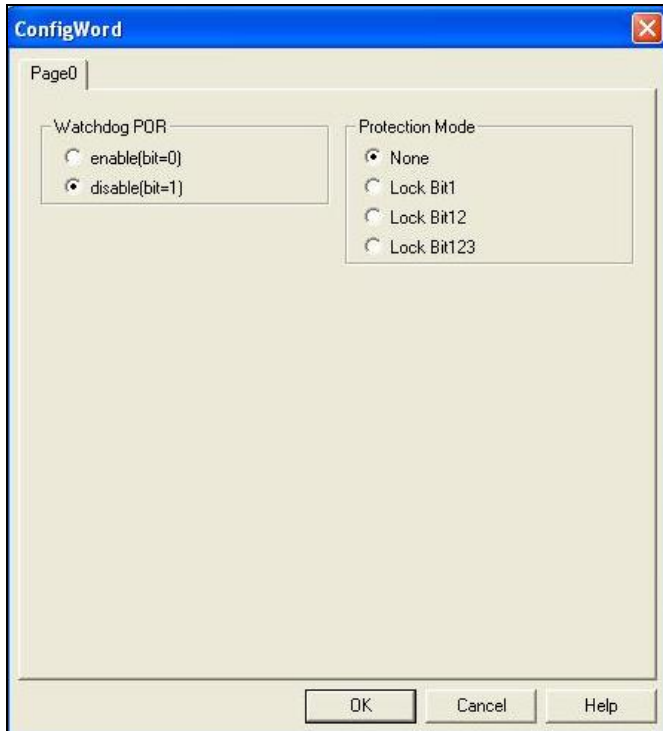 ConfigWord
Page0
Watchdog POR
enable(bit=0)
disable(bit=1)
Protection Mode
None
Lock Bit1
Lock Bit12
Lock Bit123
OK
Cancel
Help